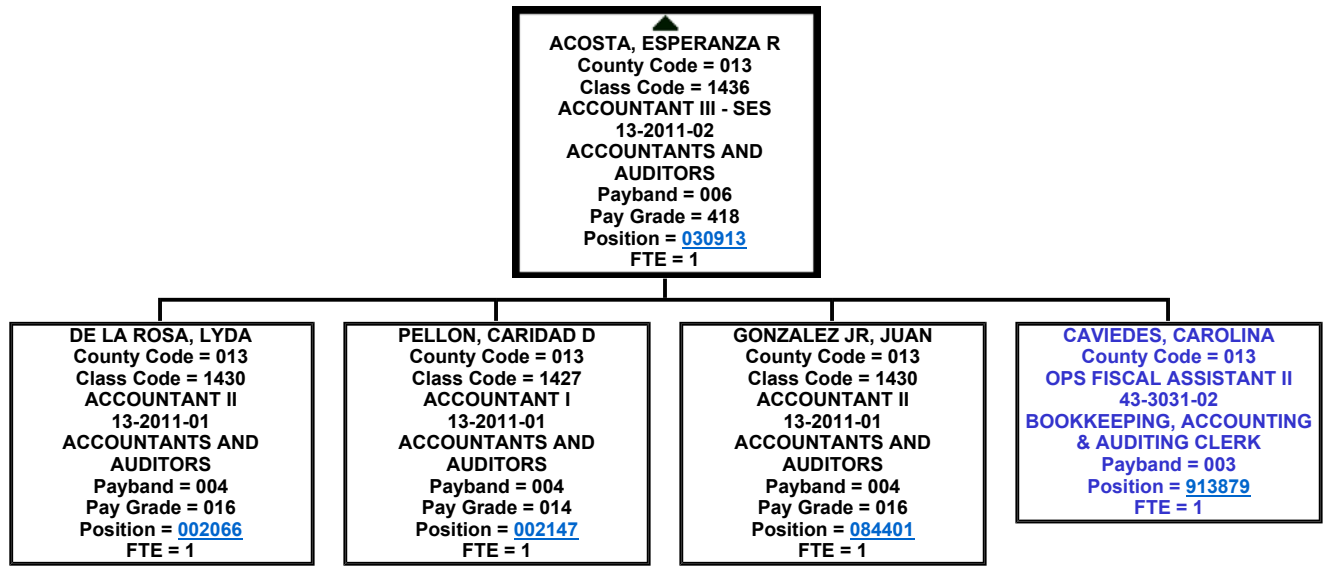 ACOSTA, ESPERANZA R
County Code = 013
Class Code = 1436
ACCOUNTANT III - SES
13-2011-02
ACCOUNTANTS AND
AUDITORS
Payband = 006
Pay Grade = 418
Position = 030913
FTE = 1
DE LA ROSA, LYDA
County Code = 013
Class Code = 1430
ACCOUNTANT II
13-2011-01
ACCOUNTANTS AND
AUDITORS
Payband = 004
Pay Grade = 016
Position = 002066
FTE = 1
PELLON, CARIDAD D
County Code = 013
Class Code = 1427
ACCOUNTANT I
13-2011-01
ACCOUNTANTS AND
AUDITORS
Payband = 004
Pay Grade = 014
Position = 002147
FTE = 1
GONZALEZ JR, JUAN
County Code = 013
Class Code = 1430
ACCOUNTANT II
13-2011-01
ACCOUNTANTS AND
AUDITORS
Payband = 004
Pay Grade = 016
Position = 084401
FTE = 1
CAVIEDES, CAROLINA
County Code = 013
OPS FISCAL ASSISTANT II
43-3031-02
BOOKKEEPING, ACCOUNTING
& AUDITING CLERK
Payband = 003
Position = 913879
FTE = 1